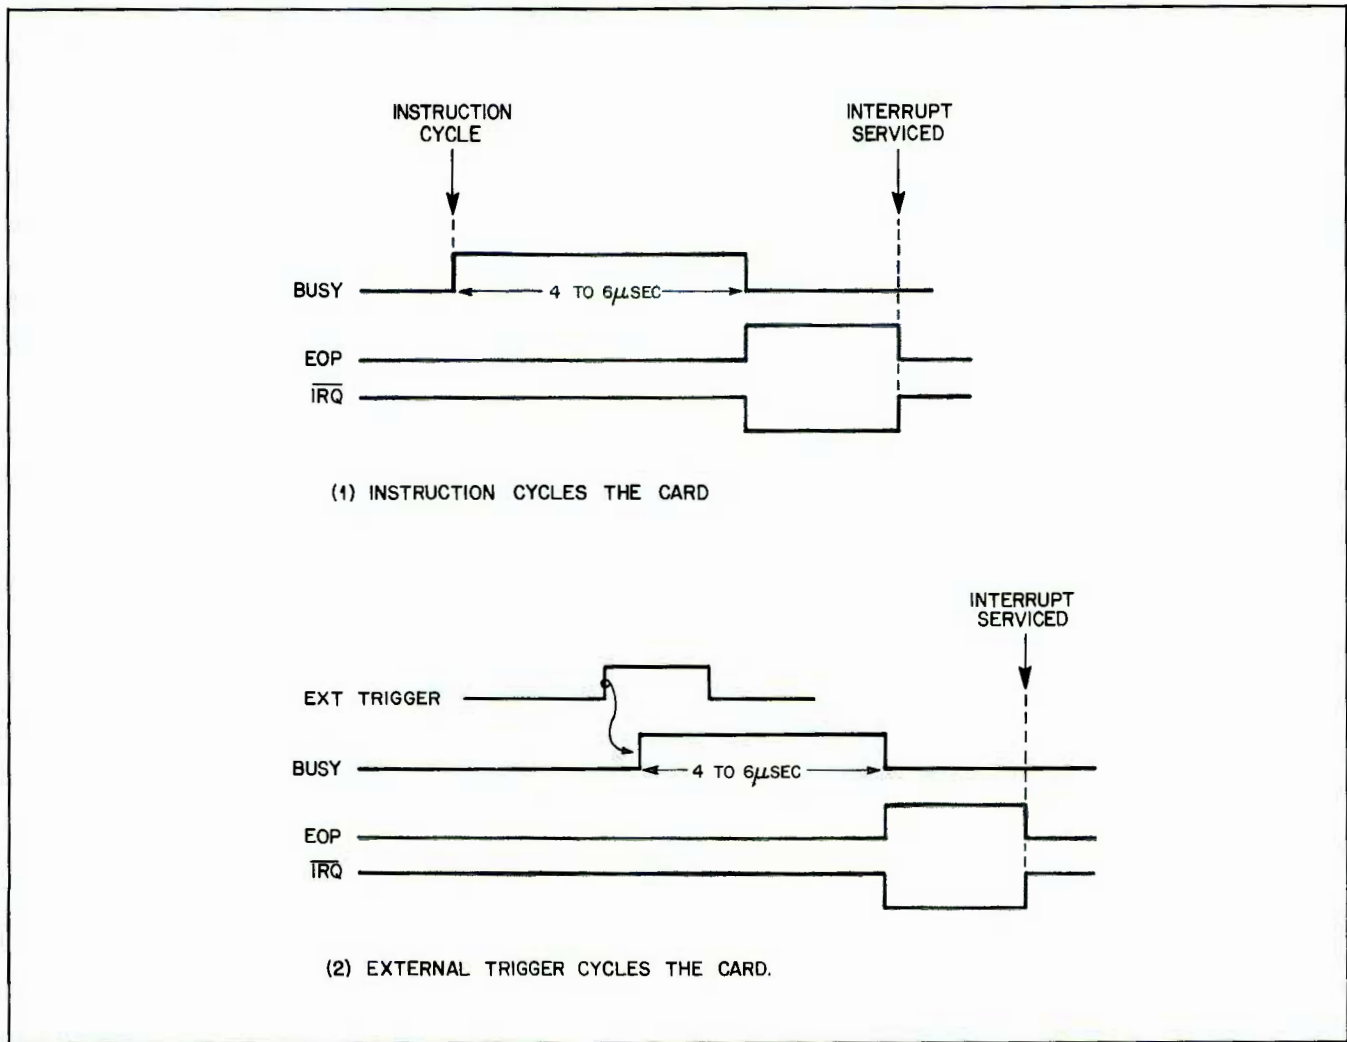 INSTRUCTION
CYCLE
INTERRUPT
SERVICED
BUSY
4 TO 6μSEC
EOP
IRQ
(1) INSTRUCTION CYCLES THE CARD
INTERRUPT
SERVICED
EXT TRIGGER
BUSY
4 TO 6μSEC
EOP
IRQ
(2) EXTERNAL TRIGGER CYCLES THE CARD.